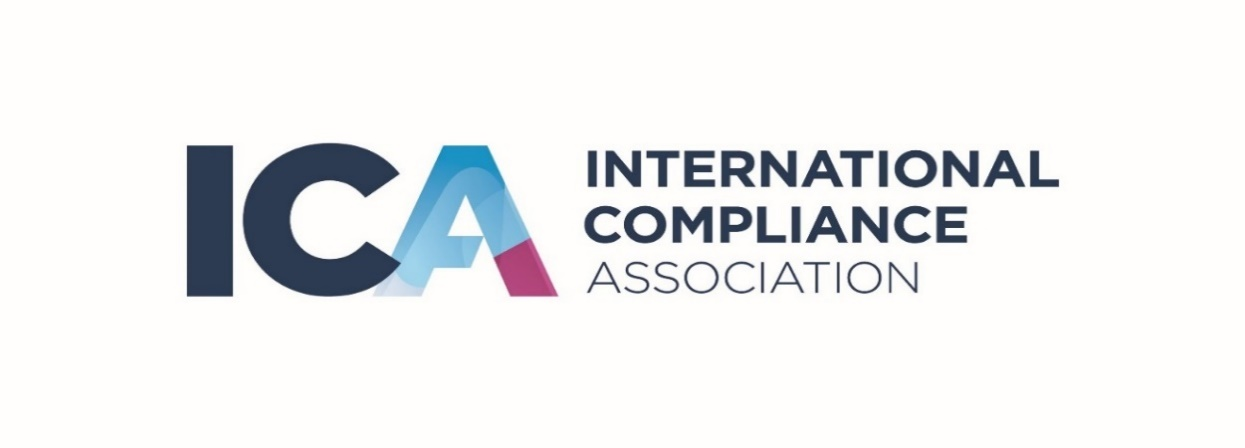 ICA
INTERNATIONAL
COMPLIANCE
ASSOCIATION